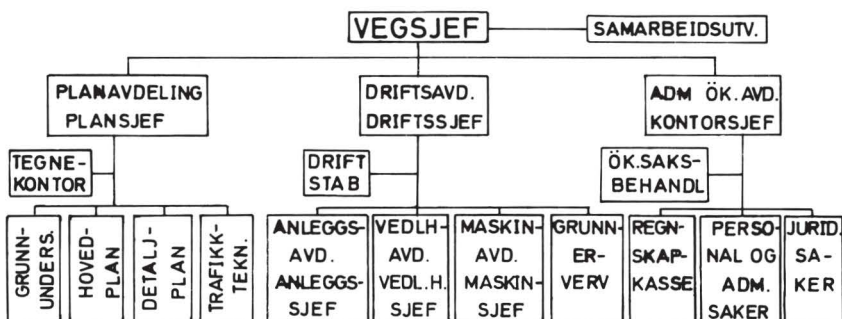 VEGSJEF
SAMARBEIDSUTV.
PLANAVDELING
PLANSJEF
DRIFTSAVD.
DRIFTSSJEF
ADM ÖK. AVD.
KONTORSJEF
TEGNE-
KONTOR
DRIFT
STAB
ÖK.SAKS-
BEHANDL
GRUNN-
UNDERS.
HOVED-
PLAN
DETALJ-
PLAN
TRAFIKK-
TEKN.
ANLEGGS-
AVD.
ANLEGGS-
SJEF
VEDLH-
AVD.
VEDL.H.
SJEF
MASKIN-
AVD.
MASKIN-
SJEF
GRUNN-
ER-
VERV
REGN-
SKAP-
KASSE
PERSO-
NAL OG
ADM.
SAKER
JURID.
SA-
KER